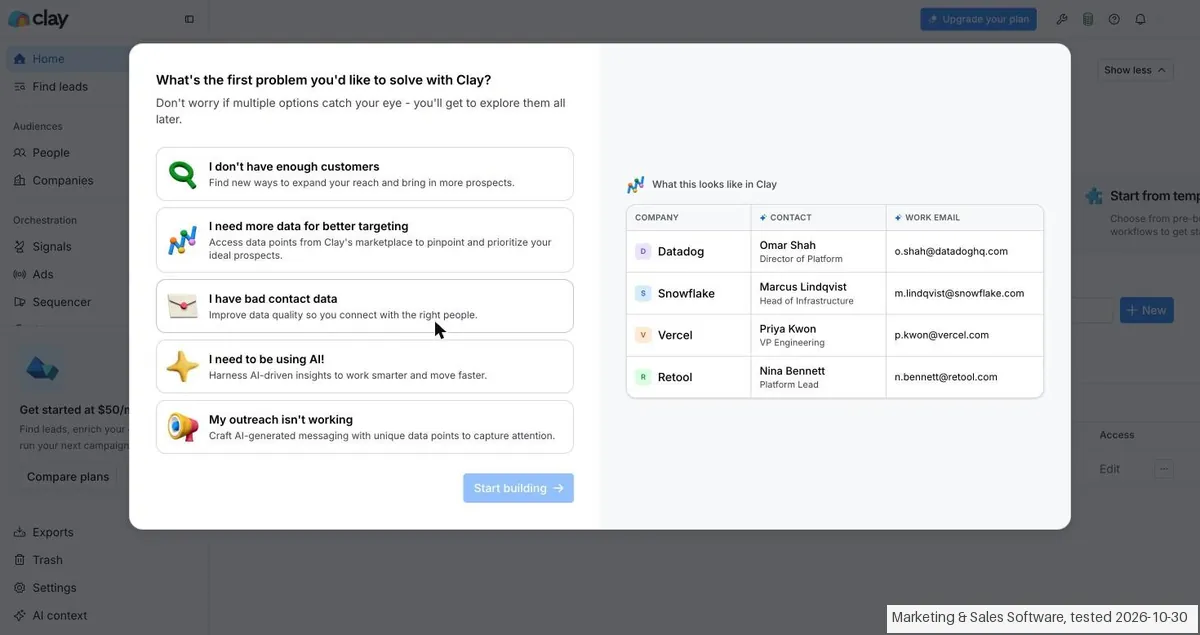 clay
Upgrade your plan
Home
Find leads
Audiences
People
Companies
Orchestration
Signals
Ads
Sequencer
Get started at $50/m
Find leads, enrich your
run your next campaign
Compare plans
Exports
Trash
Settings
AI context
What's the first problem you'd like to solve with Clay?
Don't worry if multiple options catch your eye - you'll get to explore them all
later.
I don't have enough customers
Find new ways to expand your reach and bring in more prospects.
I need more data for better targeting
Access data points from Clay's marketplace to pinpoint and prioritize your
ideal prospects.
I have bad contact data
Improve data quality so you connect with the right people.
I need to be using AI!
Harness AI-driven insights to work smarter and move faster.
My outreach isn't working
Craft AI-generated messaging with unique data points to capture attention.
Start building →
What this looks like in Clay
COMPANY CONTACT WORK EMAIL
D Datadog Omar Shah Director of Platform o.shah@datadoghq.com
S Snowflake Marcus Lindqvist Head of Infrastructure m.lindqvist@snowflake.com
V Vercel Priya Kwon VP Engineering p.kwon@vercel.com
R Retool Nina Bennett Platform Lead n.bennett@retool.com
Show less
Start from temp
Choose from pre-b
workflows to get st
+ New
Access
Edit
Marketing & Sales Software, tested 2026-10-30